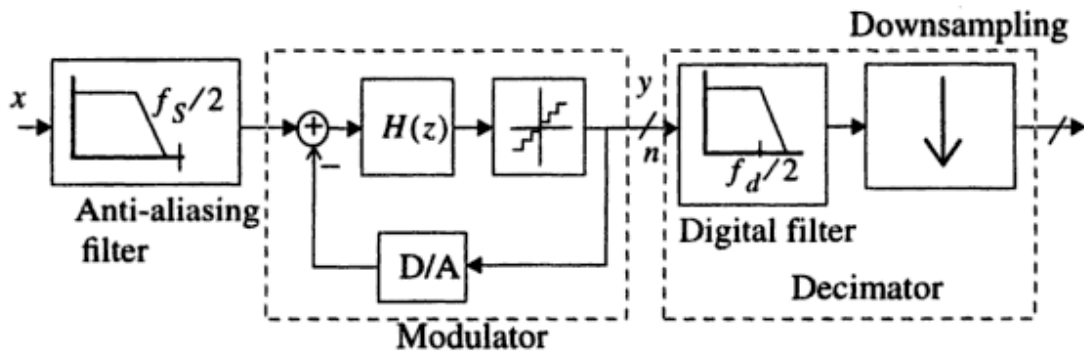 Downsampling
x
f_S/2
+
−
H(z)
y
n
f_d/2
Anti-aliasing
filter
D/A
Digital filter
Decimator
Modulator